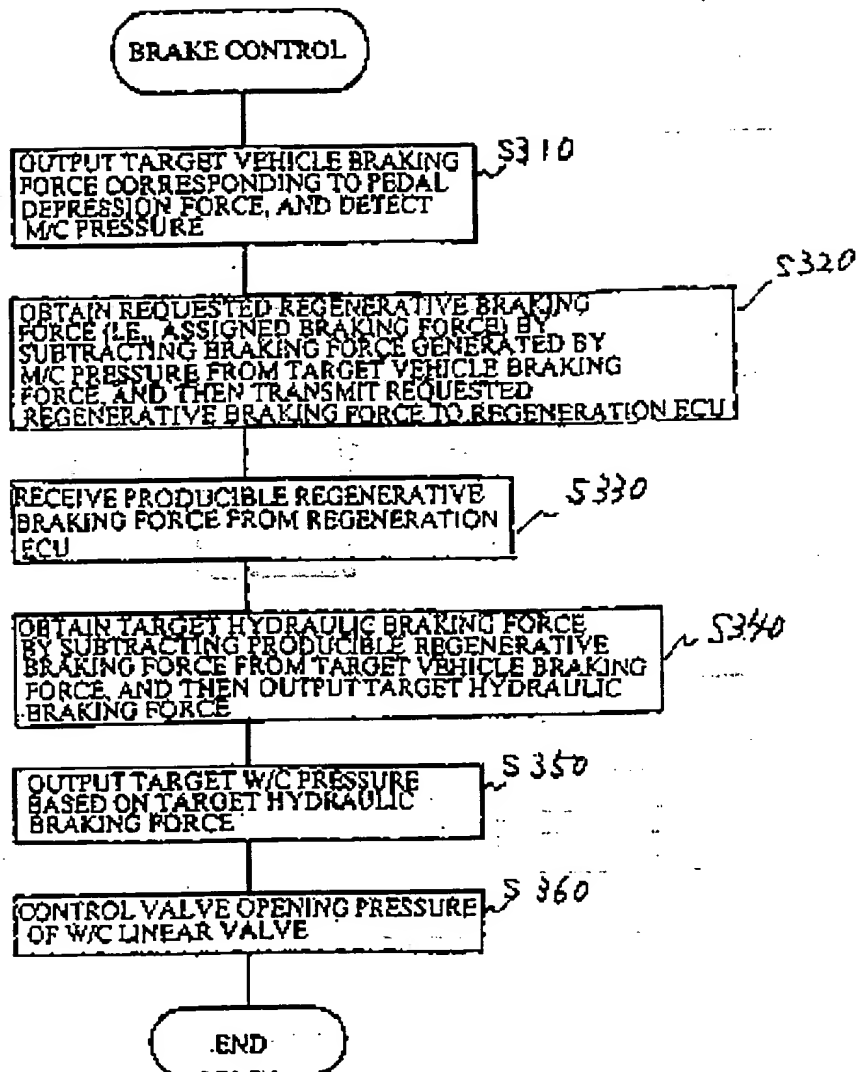 BRAKE CONTROL
OUTPUT TARGET VEHICLE BRAKING
FORCE CORRESPONDING TO PEDAL
DEPRESSION FORCE, AND DETECT
M/C PRESSURE
S310
OBTAIN REQUESTED REGENERATIVE BRAKING
FORCE (I.E., ASSIGNED BRAKING FORCE) BY
SUBTRACTING BRAKING FORCE GENERATED BY
M/C PRESSURE FROM TARGET VEHICLE BRAKING
FORCE, AND THEN TRANSMIT REQUESTED
REGENERATIVE BRAKING FORCE TO REGENERATION ECU
S320
RECEIVE PRODUCIBLE REGENERATIVE
BRAKING FORCE FROM REGENERATION
ECU
S330
OBTAIN TARGET HYDRAULIC BRAKING FORCE
BY SUBTRACTING PRODUCIBLE REGENERATIVE
BRAKING FORCE FROM TARGET VEHICLE BRAKING
FORCE, AND THEN OUTPUT TARGET HYDRAULIC
BRAKING FORCE
S340
OUTPUT TARGET W/C PRESSURE
BASED ON TARGET HYDRAULIC
BRAKING FORCE
S350
CONTROL VALVE OPENING PRESSURE
OF W/C LINEAR VALVE
S360
END